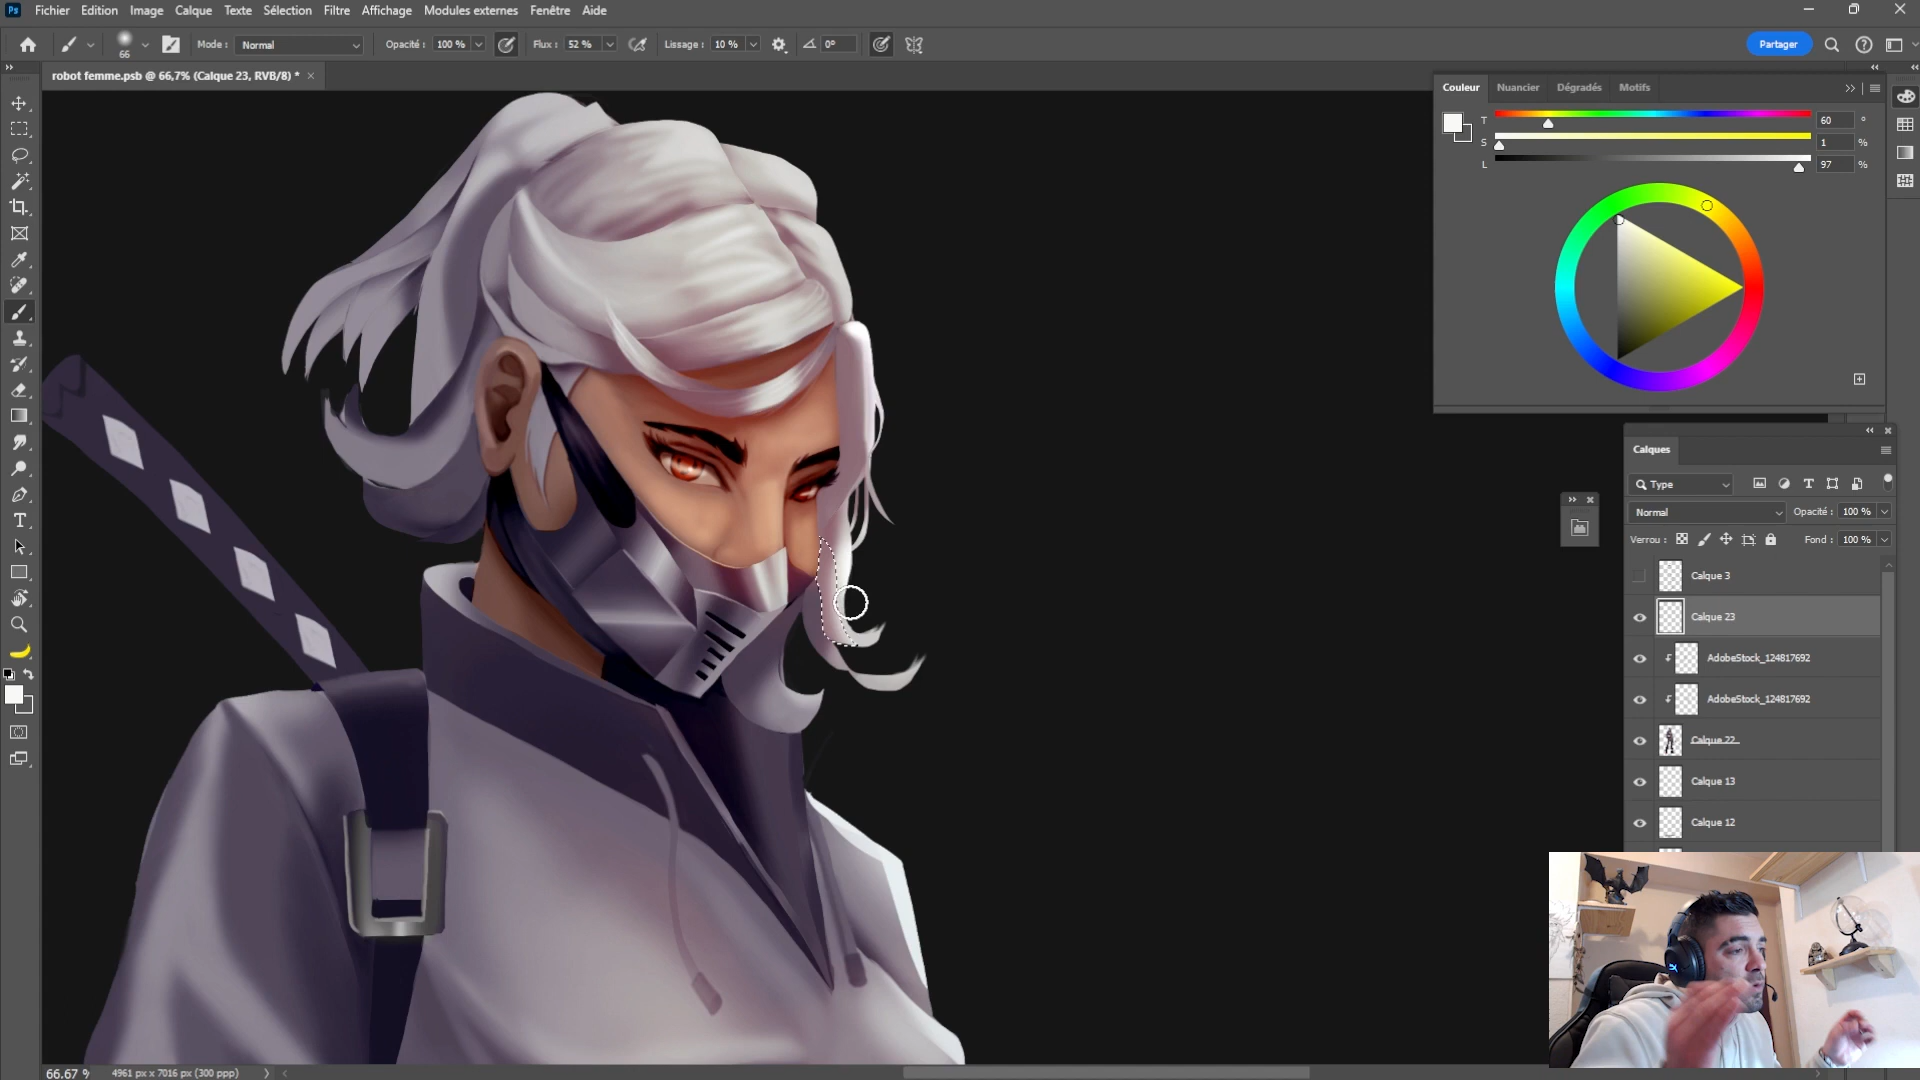 Ps Fichier Edition Image Calque Texte Sélection Filtre Affichage Modules externes Fenêtre Aide
66 Mode : Normal Opacité : 100 % Flux : 52 % Lissage : 10 % 0° Partager
robot femme.psb @ 66,7% (Calque 23, RVB/8) * ×
Couleur Nuancier Dégradés Motifs
T 60 °
S 1 %
L 97 %
Calques
Type
Normal Opacité : 100 %
Verrou : Fond : 100 %
Calque 3
Calque 23
AdobeStock_124817692
AdobeStock_124817692
Calque 22
Calque 13
Calque 12
66.67 % 4961 px x 7016 px (300 ppp)